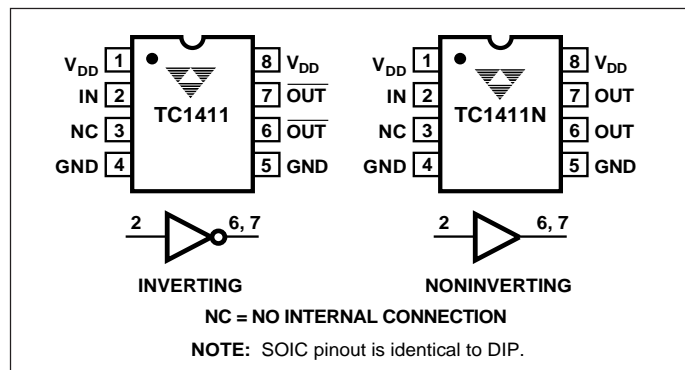 VDD 1 8 VDD
IN 2 7 OUT
NC 3 6 OUT
GND 4 5 GND
TC1411
VDD 1 8 VDD
IN 2 7 OUT
NC 3 6 OUT
GND 4 5 GND
TC1411N
2 6, 7
INVERTING
2 6, 7
NONINVERTING
NC = NO INTERNAL CONNECTION
NOTE: SOIC pinout is identical to DIP.